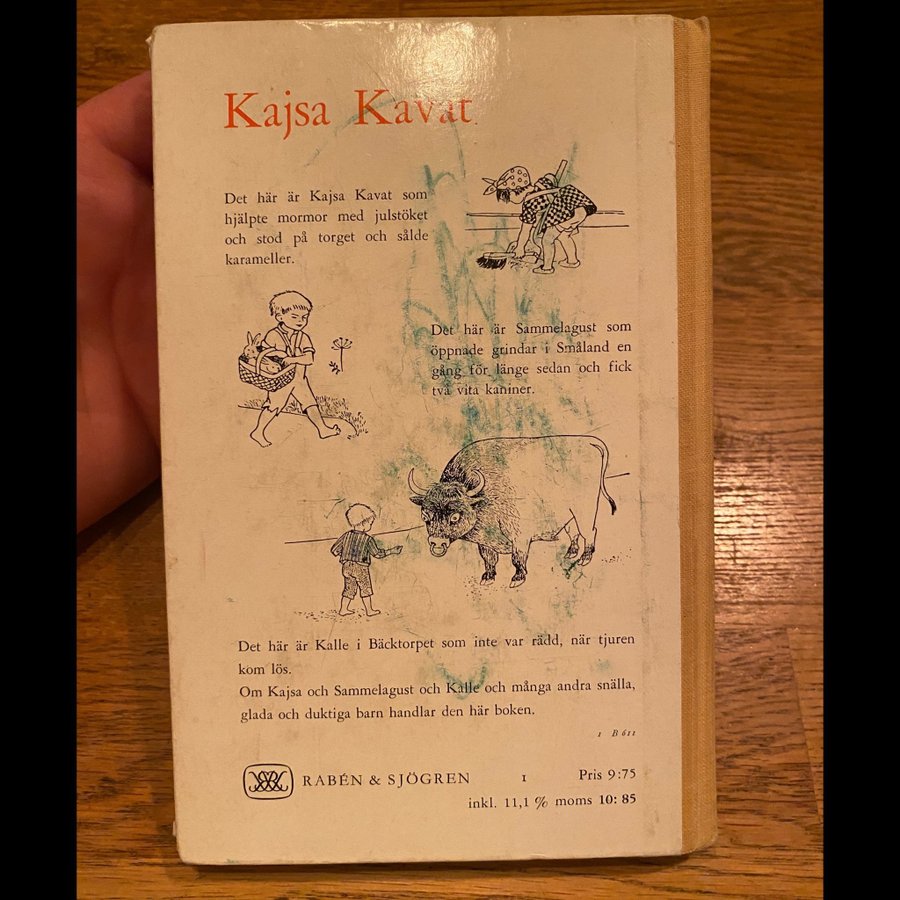 Kajsa Kavat
Det här är Kajsa Kavat som
hjälpte mormor med julstöket
och stod på torget och sålde
karameller.
Det här är Sammelagust som
öppnade grindar i Småland en
gång för länge sedan och fick
två vita kaniner.
Det här är Kalle i Bäcktorpet som inte var rädd, när tjuren
kom lös.
Om Kajsa och Sammelagust och Kalle och många andra snälla,
glada och duktiga barn handlar den här boken.
1 B 611
RABÉN & SJÖGREN 1 Pris 9:75
inkl. 11,1 % moms 10: 85